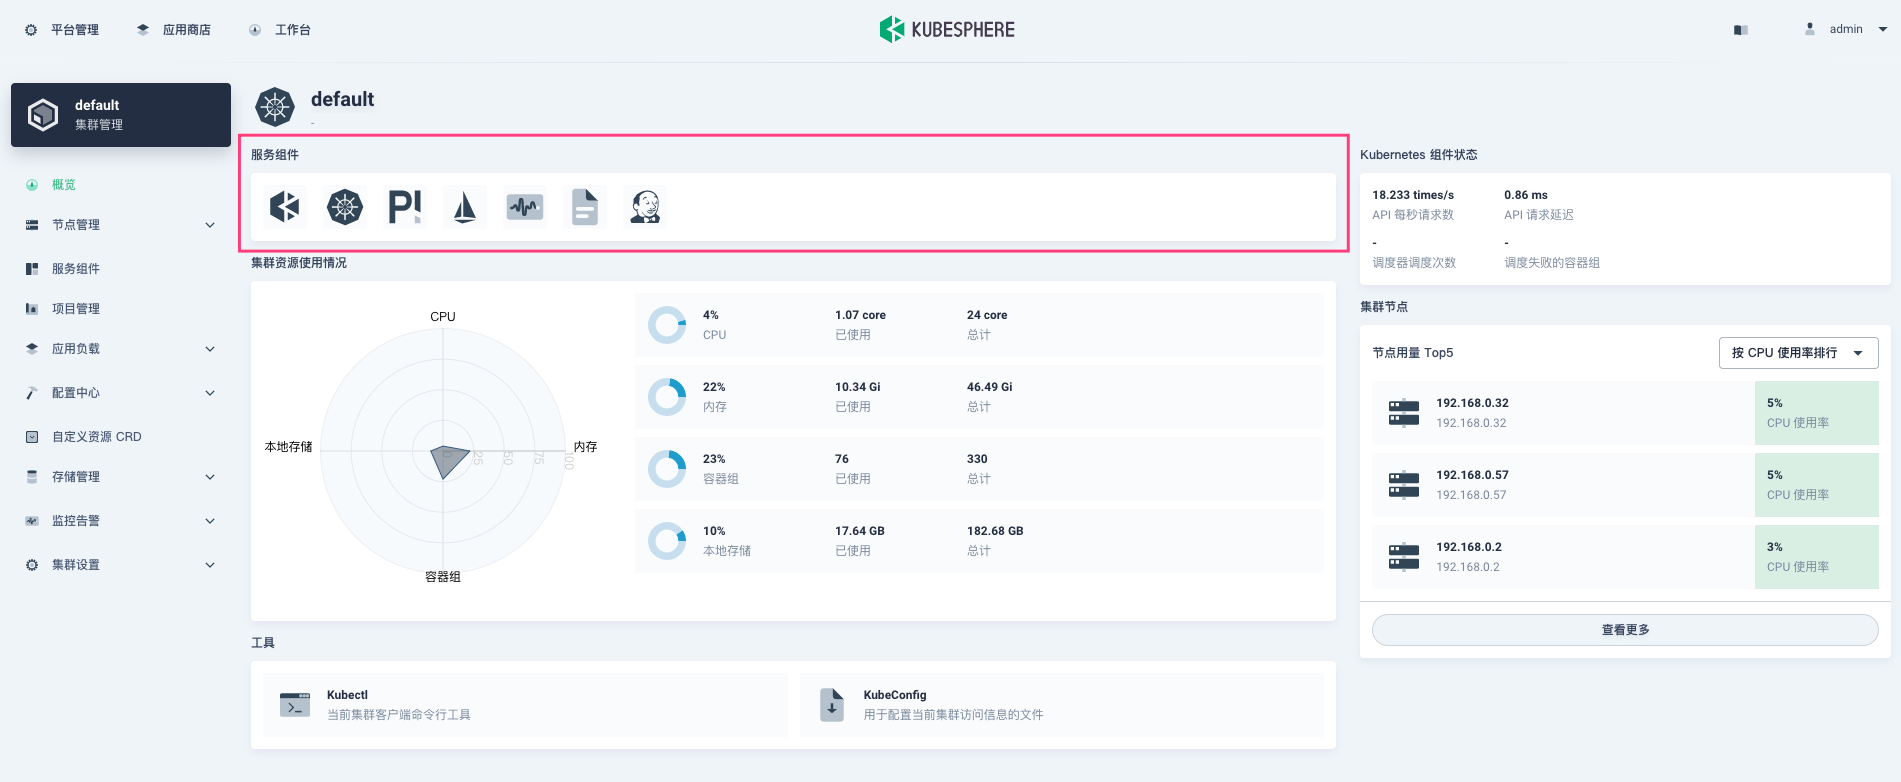 平台管理
应用商店
工作台
KUBESPHERE
admin
default
集群管理
概览
节点管理
服务组件
项目管理
应用负载
配置中心
自定义资源 CRD
存储管理
监控告警
集群设置
default
-
服务组件
P!
集群资源使用情况
CPU
内存
容器组
本地存储
0
25
50
75
100
4%
CPU
1.07 core
已使用
24 core
总计
22%
内存
10.34 Gi
已使用
46.49 Gi
总计
23%
容器组
76
已使用
330
总计
10%
本地存储
17.64 GB
已使用
182.68 GB
总计
工具
Kubectl
当前集群客户端命令行工具
KubeConfig
用于配置当前集群访问信息的文件
Kubernetes 组件状态
18.233 times/s
API 每秒请求数
0.86 ms
API 请求延迟
-
调度器调度次数
-
调度失败的容器组
集群节点
节点用量 Top5
按 CPU 使用率排行
192.168.0.32
192.168.0.32
5%
CPU 使用率
192.168.0.57
192.168.0.57
5%
CPU 使用率
192.168.0.2
192.168.0.2
3%
CPU 使用率
查看更多